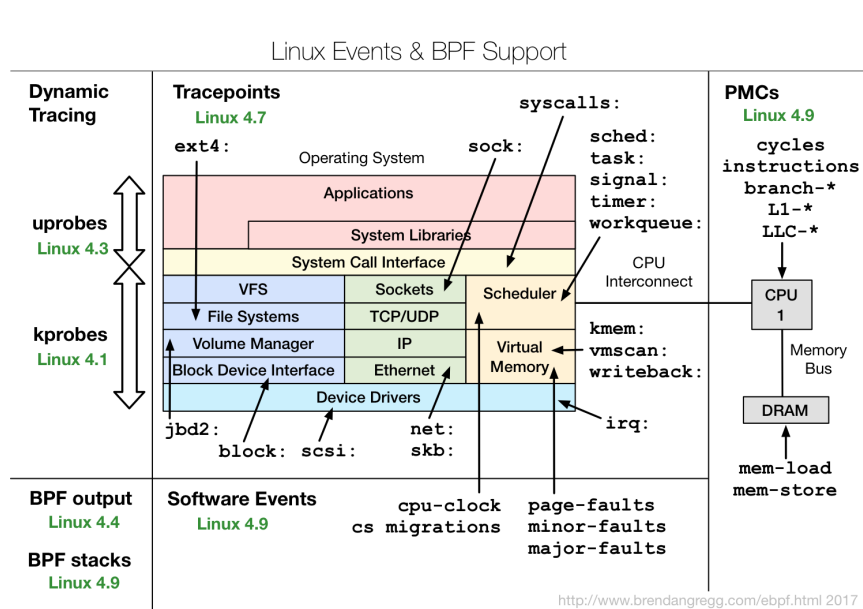 Linux Events & BPF Support
Dynamic
Tracing
Tracepoints
Linux 4.7
PMCs
Linux 4.9
syscalls:
ext4:
Operating System
sock:
sched:
task:
signal:
timer:
workqueue:
cycles
instructions
branch-*
L1-*
LLC-*
uprobes
Linux 4.3
kprobes
Linux 4.1
Applications
System Libraries
System Call Interface
VFS
Sockets
Scheduler
File Systems
TCP/UDP
Volume Manager
IP
Virtual
Memory
Block Device Interface
Ethernet
Device Drivers
CPU
Interconnect
CPU
1
Memory
Bus
DRAM
kmem:
vmscan:
writeback:
irq:
jbd2:
block:
scsi:
net:
skb:
mem-load
mem-store
BPF output
Linux 4.4
BPF stacks
Linux 4.9
Software Events
Linux 4.9
cpu-clock
cs migrations
page-faults
minor-faults
major-faults
http://www.brendangregg.com/ebpf.html 2017